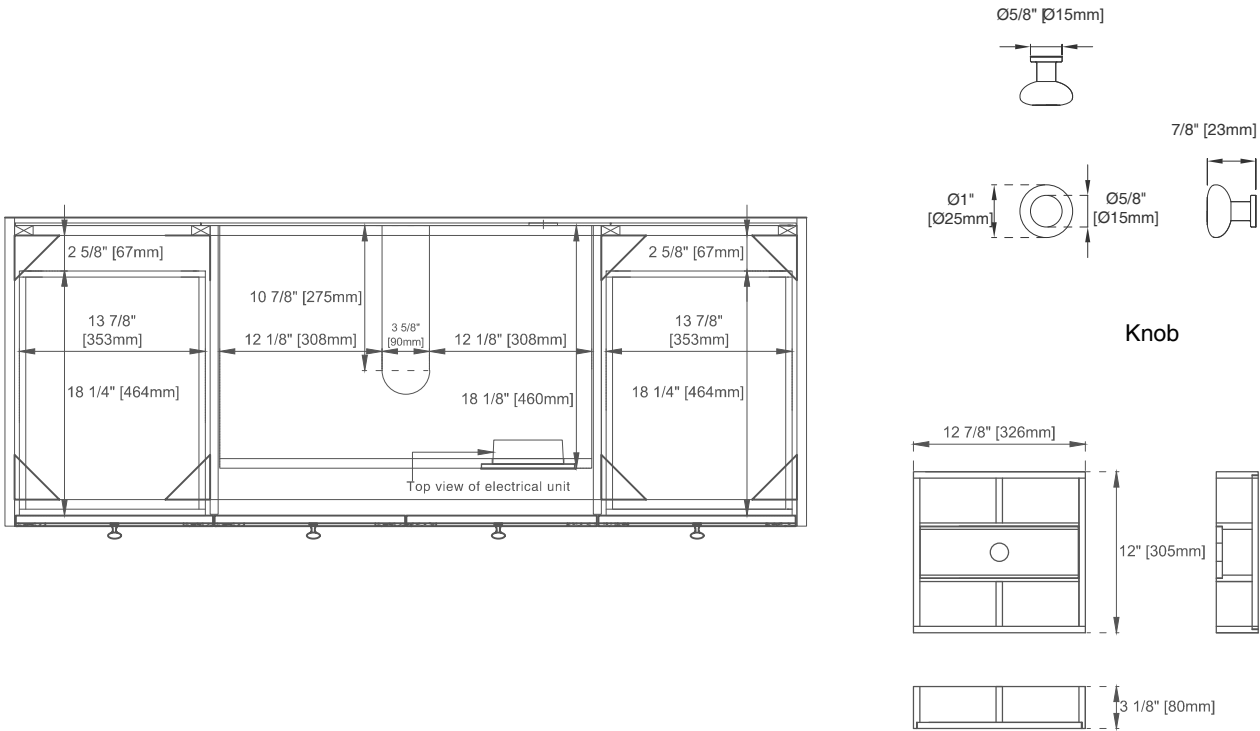 Ø5/8" [Ø15mm]
7/8" [23mm]
Ø1"
[Ø25mm]
Ø5/8"
[Ø15mm]
Knob
2 5/8" [67mm]
2 5/8" [67mm]
10 7/8" [275mm]
13 7/8"
[353mm]
12 1/8" [308mm]
3 5/8"
[90mm]
12 1/8" [308mm]
13 7/8"
[353mm]
18 1/4" [464mm]
18 1/8" [460mm]
18 1/4" [464mm]
Top view of electrical unit
12 7/8" [326mm]
12" [305mm]
3 1/8" [80mm]